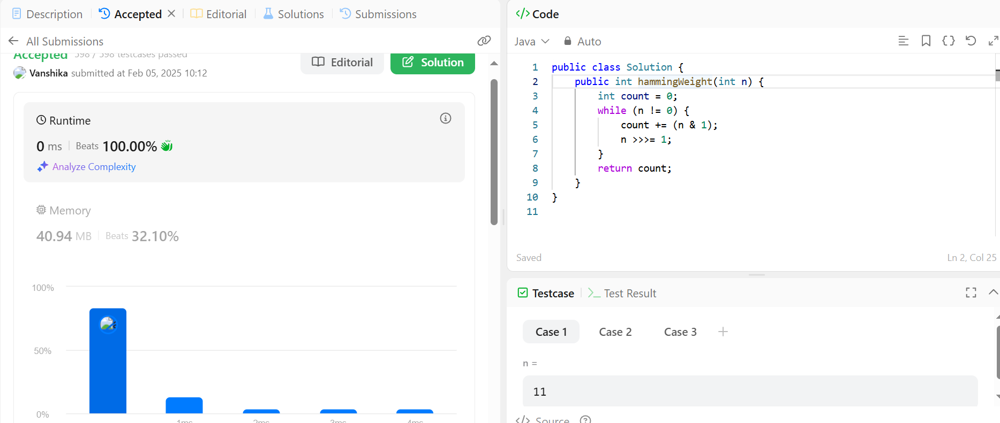 Description Accepted Editorial Solutions Submissions
All Submissions
Accepted 598 / 598 testcases passed
Vanshika submitted at Feb 05, 2025 10:12
Editorial Solution
Runtime
0 ms Beats 100.00%
Analyze Complexity
Memory
40.94 MB Beats 32.10%
100%
50%
0%
1ms 2ms 3ms 4ms
</> Code
Java Auto
1 public class Solution {
2 public int hammingWeight(int n) {
3 int count = 0;
4 while (n != 0) {
5 count += (n & 1);
6 n >>>= 1;
7 }
8 return count;
9 }
10 }
11
Saved Ln 2, Col 25
Testcase >_ Test Result
Case 1 Case 2 Case 3 +
n =
11
</> Source ?